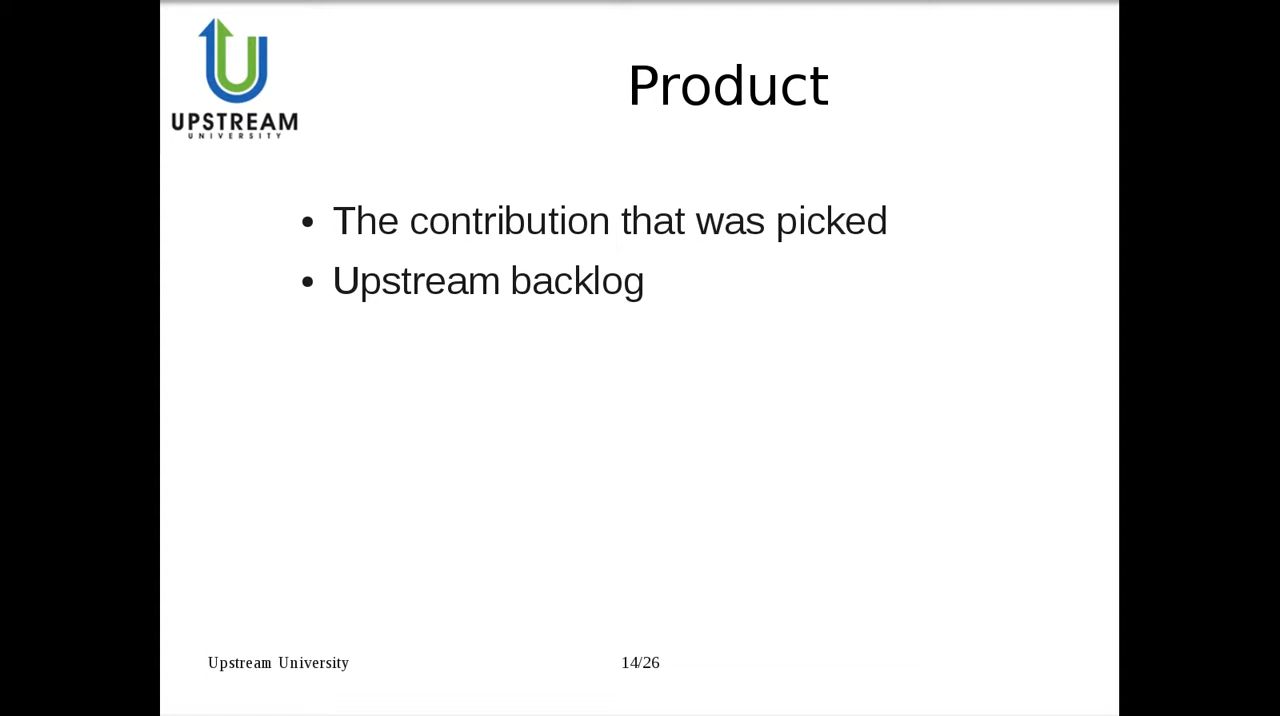 UPSTREAM
UNIVERSITY
Product
• The contribution that was picked
• Upstream backlog
Upstream University
14/26